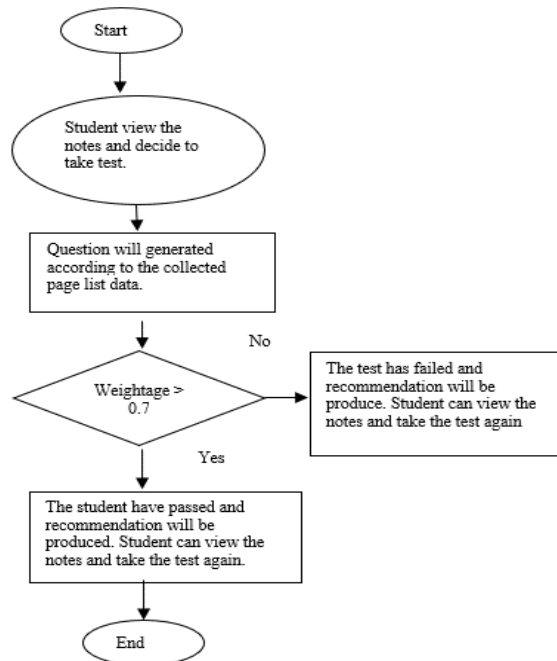 Start
Student view the
notes and decide to
take test.
Question will generated
according to the collected
page list data.
No
Weightage >
0.7
The test has failed and
recommendation will be
produce. Student can view the
notes and take the test again
Yes
The student have passed and
recommendation will be
produced. Student can view the
notes and take the test again.
End